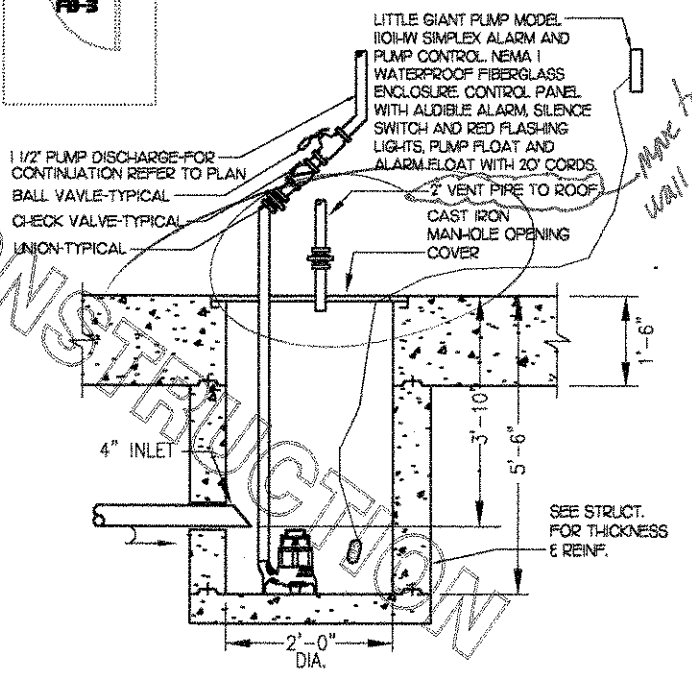 FD-3
LITTLE GIANT PUMP MODEL
1101HW SIMPLEX ALARM AND
PUMP CONTROL. NEMA 1
WATERPROOF FIBERGLASS
ENCLOSURE. CONTROL PANEL
WITH AUDIBLE ALARM, SILENCE
SWITCH AND RED FLASHING
LIGHTS, PUMP FLOAT AND
ALARM FLOAT WITH 20' CORDS.
1 1/2" PUMP DISCHARGE-FOR
CONTINUATION REFER TO PLAN
BALL VAVLE-TYPICAL
CHECK VALVE-TYPICAL
UNION-TYPICAL
2" VENT PIPE TO ROOF
wall
CAST IRON
MANHOLE OPENING
COVER
1'-6"
3'-10"
5'-6"
4" INLET
SEE STRUCT.
FOR THICKNESS
& REINF.
2'-0"
DIA.